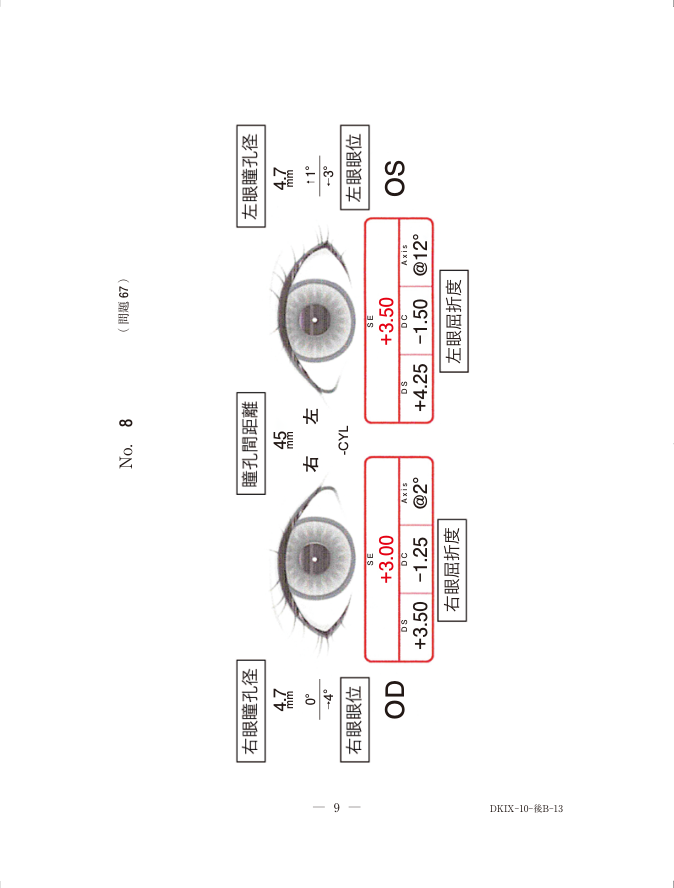 No. 8 (問題 67)
右眼瞳孔径
4.7
mm
0°
→4°
右眼眼位
OD
瞳孔間距離
45
mm
右 左
-CYL
左眼瞳孔径
4.7
mm
↑1°
←3°
左眼眼位
OS
SE
+3.00
DS DC Axis
+3.50 −1.25 @2°
右眼屈折度
SE
+3.50
DS DC Axis
+4.25 −1.50 @12°
左眼屈折度
— 9 —
DKIX-10-後B-13